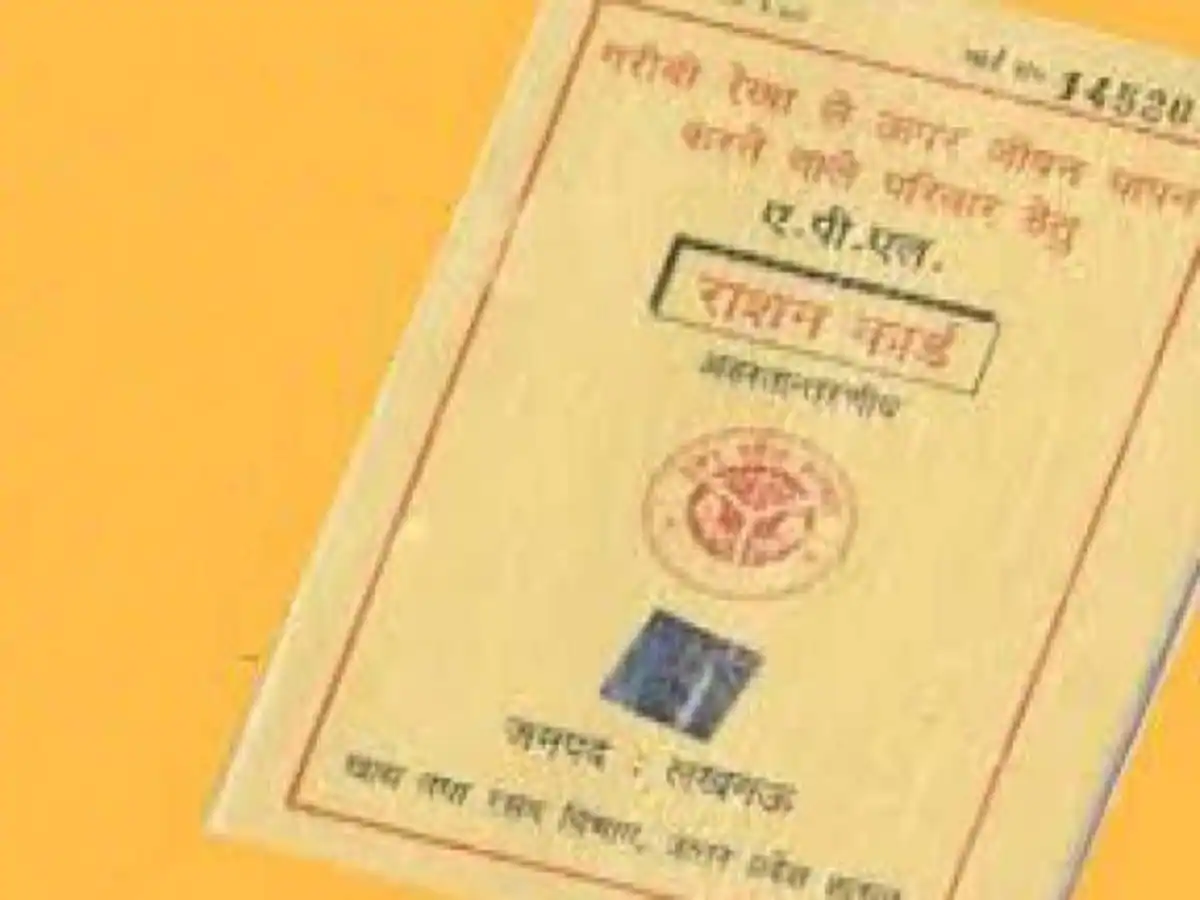 कार्ड सं० 14520
गरीबी रेखा से ऊपर जीवन यापन
करने वाले परिवार हेतु
ए.पी.एल.
राशन कार्ड
अहस्तान्तरणीय
जनपद : लखनऊ
खाद्य तथा रसद विभाग, उत्तर प्रदेश